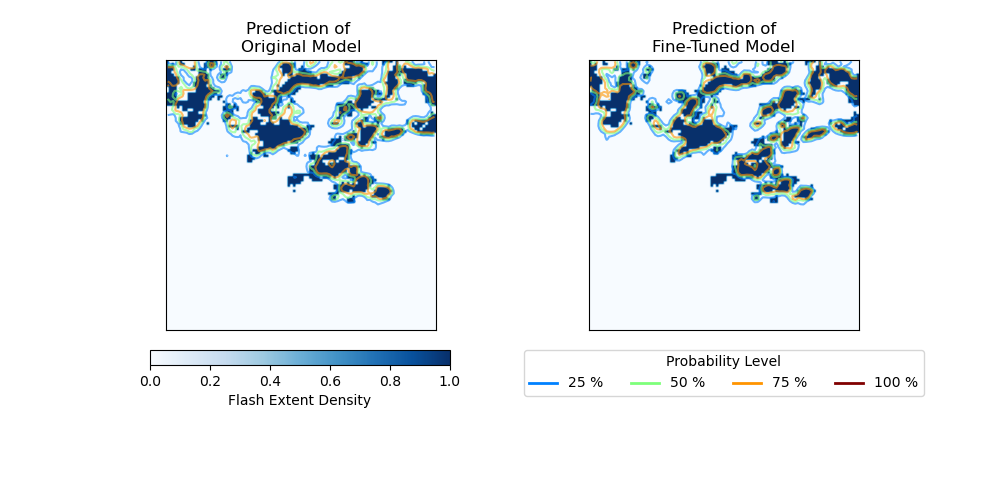 Prediction of
Original Model
Prediction of
Fine-Tuned Model
0.0 0.2 0.4 0.6 0.8 1.0
Flash Extent Density
Probability Level
25 % 50 % 75 % 100 %